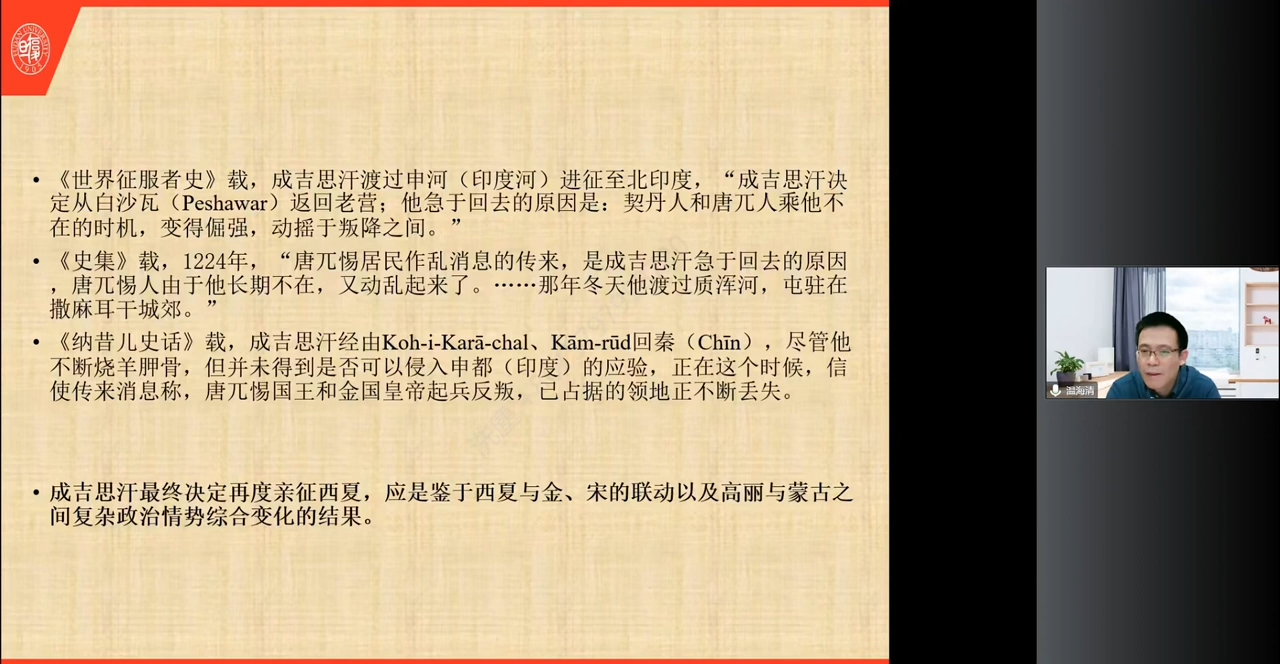 •《世界征服者史》载，成吉思汗渡过申河（印度河）进征至北印度，“成吉思汗决
定从白沙瓦（Peshawar）返回老营；他急于回去的原因是：契丹人和唐兀人乘他不
在的时机，变得倔强，动摇于叛降之间。”
•《史集》载，1224年，“唐兀惕居民作乱消息的传来，是成吉思汗急于回去的原因
，唐兀惕人由于他长期不在，又动乱起来了。……那年冬天他渡过质浑河，屯驻在
撒麻耳干城郊。”
•《纳昔儿史话》载，成吉思汗经由Koh-i-Karā-chal、Kām-rūd回秦（Chīn），尽管他
不断烧羊胛骨，但并未得到是否可以侵入申都（印度）的应验，正在这个时候，信
使传来消息称，唐兀惕国王和金国皇帝起兵反叛，已占据的领地正不断丢失。
•成吉思汗最终决定再度亲征西夏，应是鉴于西夏与金、宋的联动以及高丽与蒙古之
间复杂政治情势综合变化的结果。
温海清